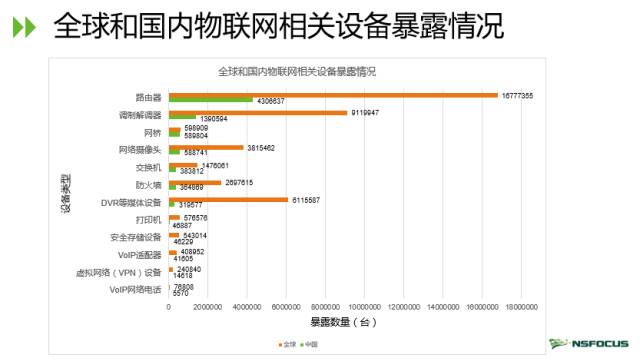 全球和国内物联网相关设备暴露情况
全球和国内物联网相关设备暴露情况
设备类型
路由器 16777355
4306637
调制解调器 9119947
1390594
网桥 598909
589804
网络摄像头 3815462
588741
交换机 1476061
383812
防火墙 2697615
364869
DVR等媒体设备 6115587
319577
打印机 576576
46887
安全存储设备 543014
46229
VoIP适配器 408952
41605
虚拟网络（VPN）设备 240840
14618
VoIP网络电话 76808
5570
0 2000000 4000000 6000000 8000000 10000000 12000000 14000000 16000000 18000000
暴露数量（台）
全球 中国
NSFOCUS